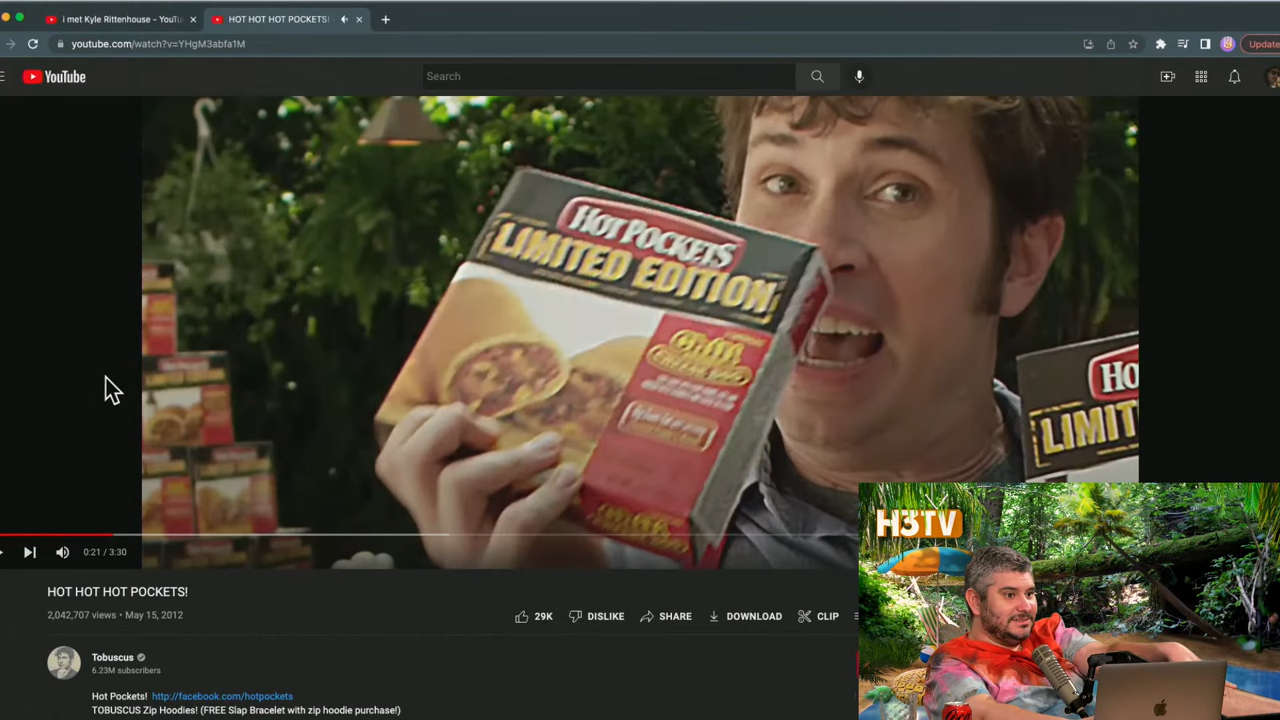 i met Kyle Rittenhouse - YouTu
HOT HOT HOT POCKETS!
youtube.com/watch?v=YHgM3abfa1M
Update
YouTube
Search
HOT POCKETS
LIMITED EDITION
HO
LIMIT
0:21 / 3:30
H3TV
HOT HOT HOT POCKETS!
2,042,707 views • May 15, 2012
29K
DISLIKE
SHARE
DOWNLOAD
CLIP
Tobuscus
6.23M subscribers
Hot Pockets! http://facebook.com/hotpockets
TOBUSCUS Zip Hoodies! (FREE Slap Bracelet with zip hoodie purchase!)